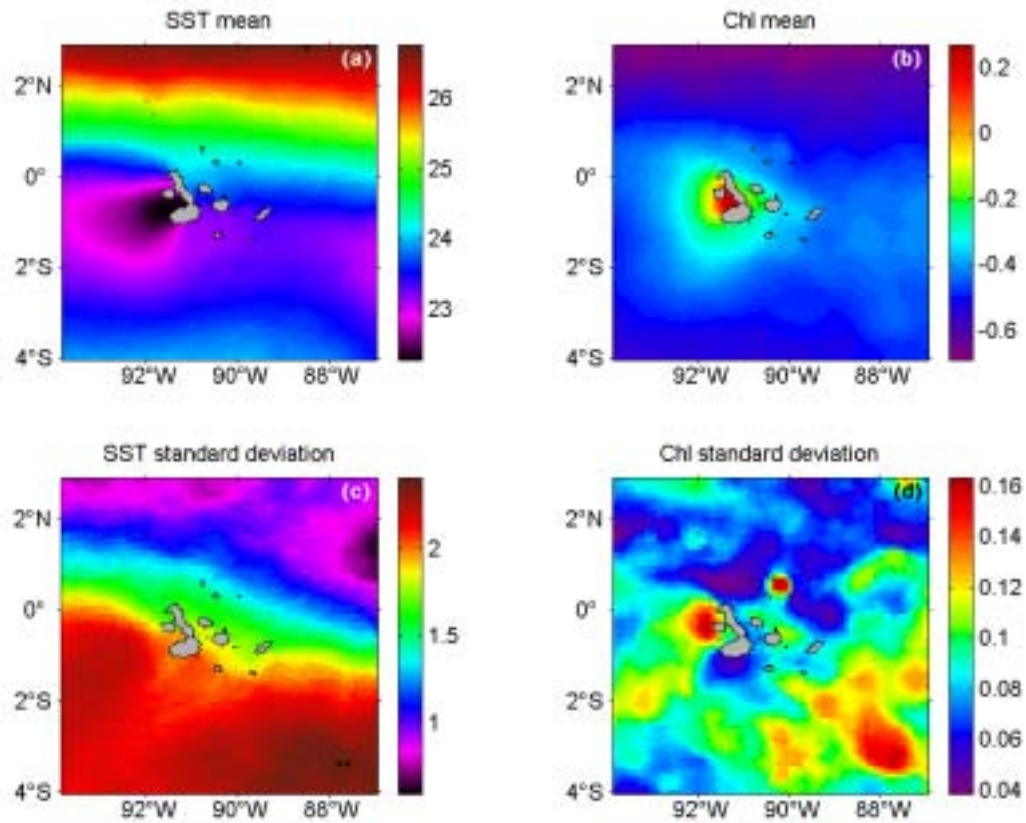 SST mean
(a)
2°N
0°
2°S
4°S
92°W 90°W 88°W
26
25
24
23
Chl mean
(b)
2°N
0°
2°S
4°S
92°W 90°W 88°W
0.2
0
-0.2
-0.4
-0.6
SST standard deviation
(c)
2°N
0°
2°S
4°S
92°W 90°W 88°W
2
1.5
1
Chl standard deviation
(d)
2°N
0°
2°S
4°S
92°W 90°W 88°W
0.16
0.14
0.12
0.1
0.08
0.06
0.04